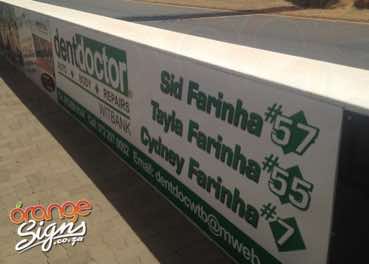 dent doctor
BODY + REPAIRS
WITBANK
Sid Farinha #57
Tayla Farinha #55
Cydney Farinha #7
Email: dentdocwtb@mweb
orange
Signs.co.za